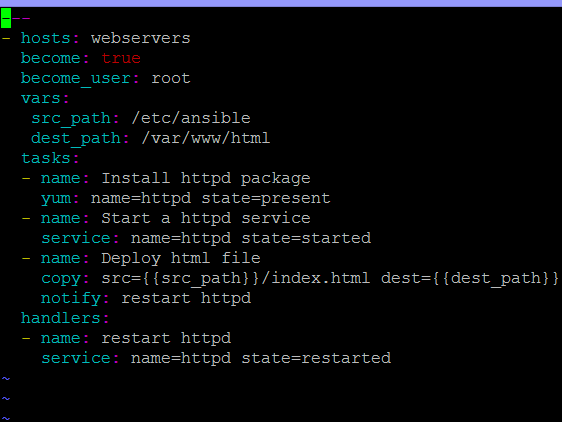 ---
- hosts: webservers
  become: true
  become_user: root
  vars:
   src_path: /etc/ansible
   dest_path: /var/www/html
  tasks:
  - name: Install httpd package
    yum: name=httpd state=present
  - name: Start a httpd service
    service: name=httpd state=started
  - name: Deploy html file
    copy: src={{src_path}}/index.html dest={{dest_path}}
    notify: restart httpd
  handlers:
  - name: restart httpd
    service: name=httpd state=restarted
~
~
~